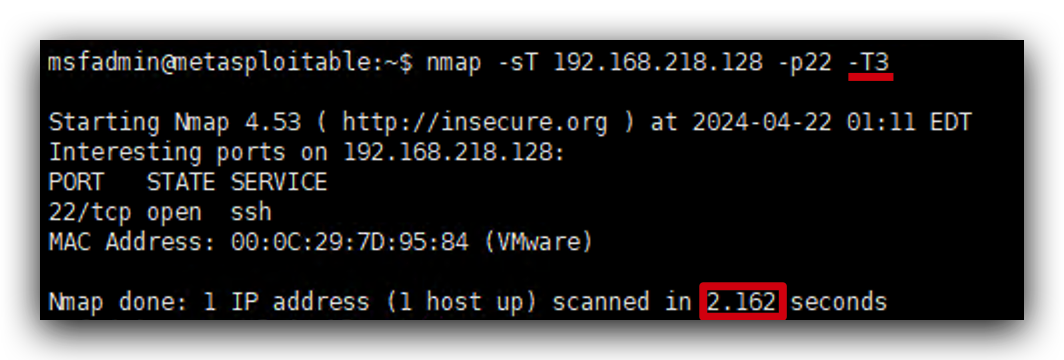 msfadmin@metasploitable:~$ nmap -sT 192.168.218.128 -p22 -T3
Starting Nmap 4.53 ( http://insecure.org ) at 2024-04-22 01:11 EDT
Interesting ports on 192.168.218.128:
PORT   STATE SERVICE
22/tcp open  ssh
MAC Address: 00:0C:29:7D:95:84 (VMware)
Nmap done: 1 IP address (1 host up) scanned in 2.162 seconds